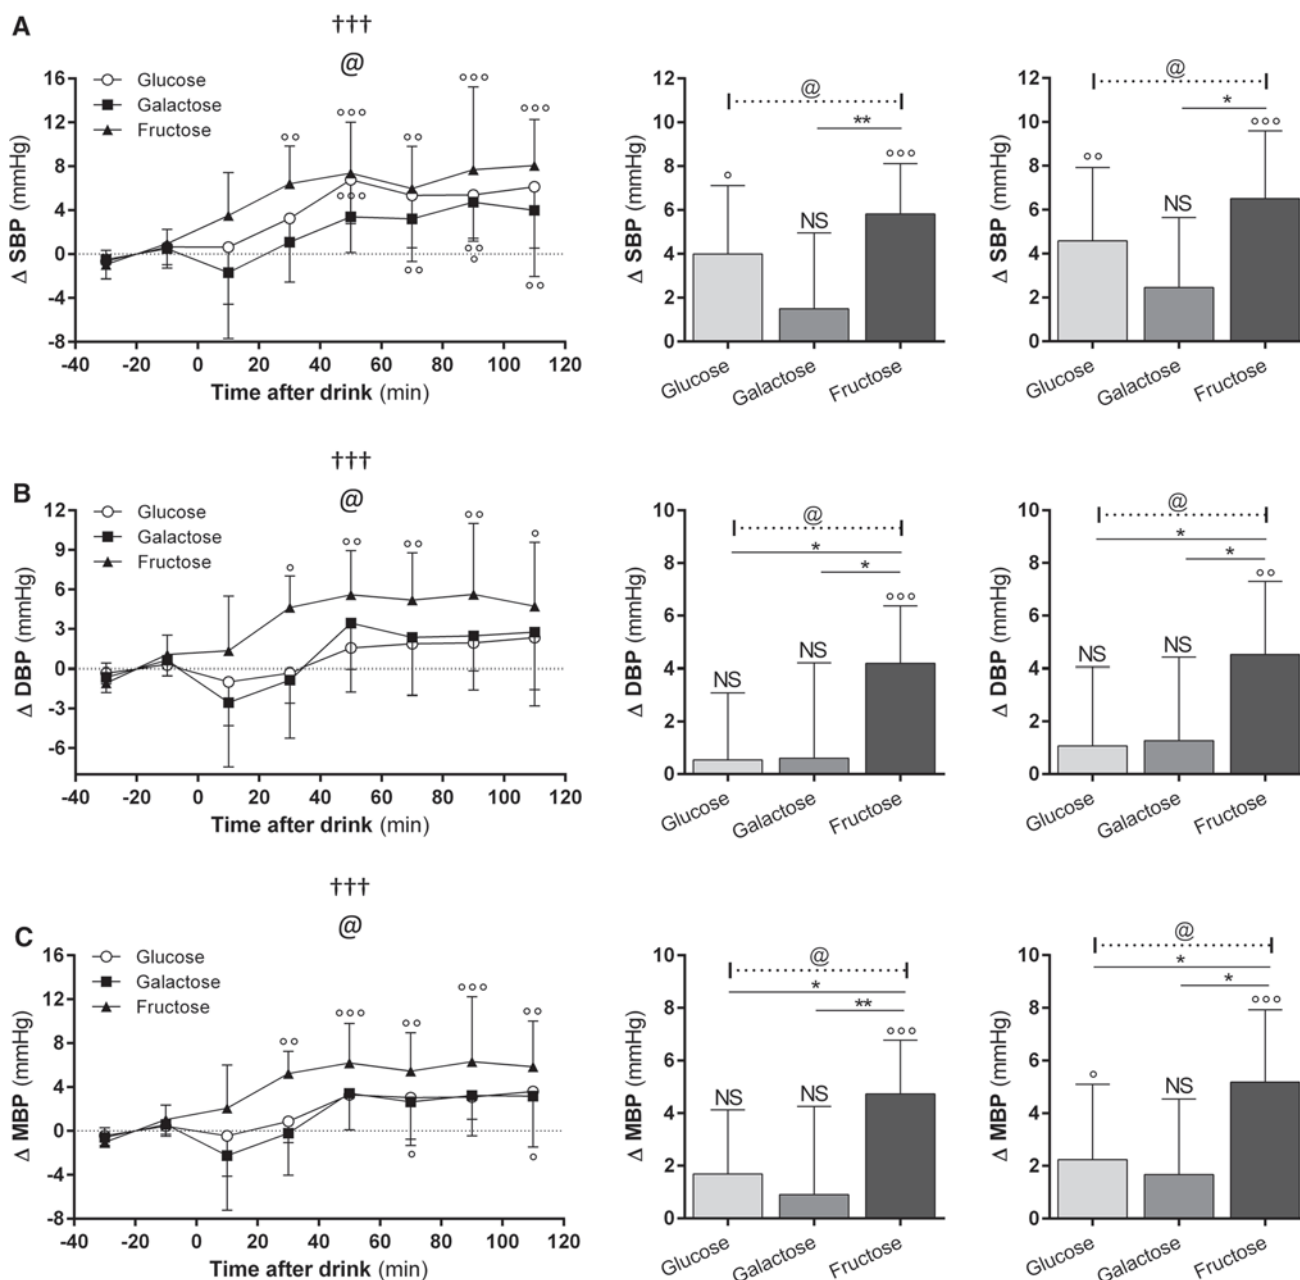 A
†††
@
Glucose
Galactose
Fructose
Δ SBP (mmHg)
16
12
8
4
0
-4
-8
°°
°°°
°°
°°°
°°°
°°°
°°
°°
°
°°
-40 -20 0 20 40 60 80 100 120
Time after drink (min)
Δ SBP (mmHg)
12
10
8
6
4
2
0
@
**
°
NS
°°°
Glucose
Galactose
Fructose
Δ SBP (mmHg)
12
10
8
6
4
2
0
@
*
°°
NS
°°°
Glucose
Galactose
Fructose
B
†††
@
Glucose
Galactose
Fructose
Δ DBP (mmHg)
12
9
6
3
0
-3
-6
°
°°
°°
°°
°
-40 -20 0 20 40 60 80 100 120
Time after drink (min)
Δ DBP (mmHg)
10
8
6
4
2
0
@
*
*
NS
NS
°°°
Glucose
Galactose
Fructose
Δ DBP (mmHg)
10
8
6
4
2
0
@
*
*
NS
NS
°°
Glucose
Galactose
Fructose
C
†††
@
Glucose
Galactose
Fructose
Δ MBP (mmHg)
16
12
8
4
0
-4
-8
°°
°°°
°°
°°°
°°
°
°
-40 -20 0 20 40 60 80 100 120
Time after drink (min)
Δ MBP (mmHg)
10
8
6
4
2
0
@
*
**
NS
NS
°°°
Glucose
Galactose
Fructose
Δ MBP (mmHg)
10
8
6
4
2
0
@
*
*
°
NS
°°°
Glucose
Galactose
Fructose